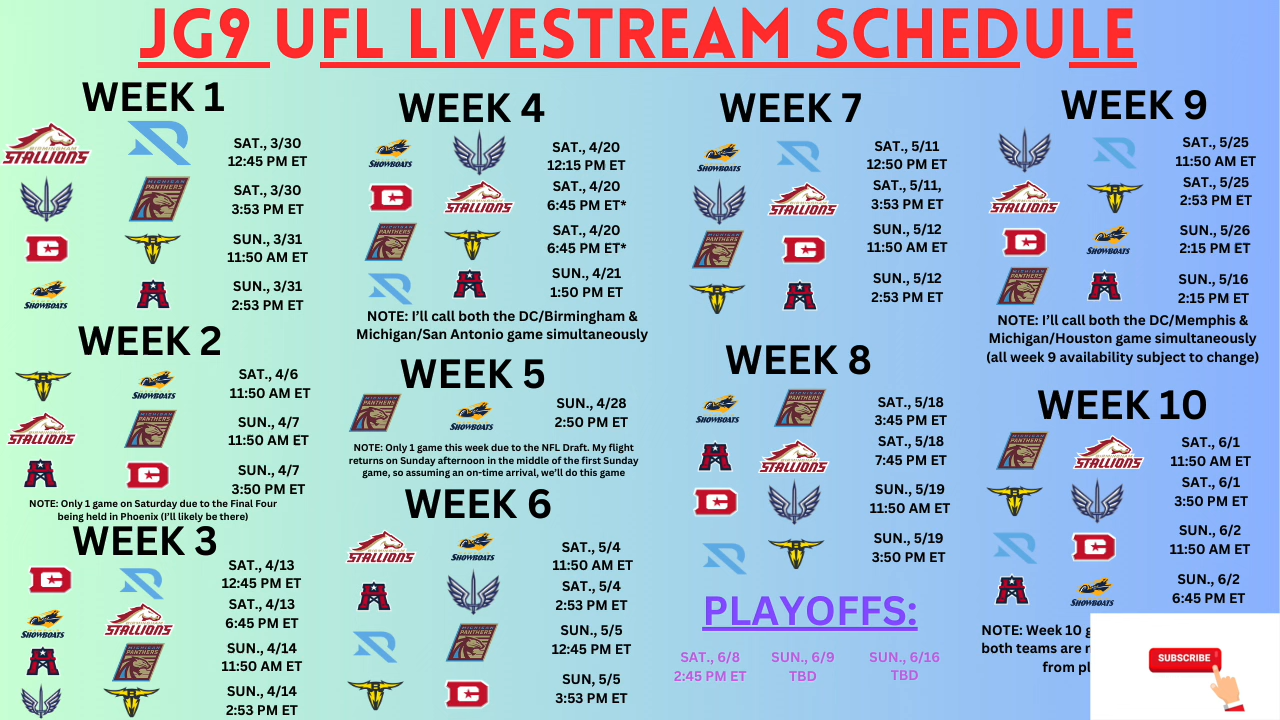 JG9 UFL LIVESTREAM SCHEDULE
WEEK 1
BIRMINGHAM
STALLIONS
SAT., 3/30
12:45 PM ET
MICHIGAN
PANTHERS
SAT., 3/30
3:53 PM ET
SUN., 3/31
11:50 AM ET
SHOWBOATS
SUN., 3/31
2:53 PM ET
WEEK 2
SHOWBOATS
SAT., 4/6
11:50 AM ET
STALLIONS
MICHIGAN
PANTHERS
SUN., 4/7
11:50 AM ET
SUN., 4/7
3:50 PM ET
NOTE: Only 1 game on Saturday due to the Final Four
being held in Phoenix (I'll likely be there)
WEEK 3
SAT., 4/13
12:45 PM ET
SHOWBOATS
STALLIONS
SAT., 4/13
6:45 PM ET
MICHIGAN
PANTHERS
SUN., 4/14
11:50 AM ET
SUN., 4/14
2:53 PM ET
WEEK 4
SHOWBOATS
SAT., 4/20
12:15 PM ET
STALLIONS
SAT., 4/20
6:45 PM ET*
MICHIGAN
PANTHERS
SAT., 4/20
6:45 PM ET*
SUN., 4/21
1:50 PM ET
NOTE: I'll call both the DC/Birmingham &
Michigan/San Antonio game simultaneously
WEEK 5
MICHIGAN
PANTHERS
SHOWBOATS
SUN., 4/28
2:50 PM ET
NOTE: Only 1 game this week due to the NFL Draft. My flight
returns on Sunday afternoon in the middle of the first Sunday
game, so assuming an on-time arrival, we'll do this game
WEEK 6
STALLIONS
SHOWBOATS
SAT., 5/4
11:50 AM ET
SAT., 5/4
2:53 PM ET
MICHIGAN
PANTHERS
SUN., 5/5
12:45 PM ET
SUN, 5/5
3:53 PM ET
WEEK 7
SHOWBOATS
SAT., 5/11
12:50 PM ET
STALLIONS
SAT., 5/11,
3:53 PM ET
MICHIGAN
PANTHERS
SUN., 5/12
11:50 AM ET
SUN., 5/12
2:53 PM ET
WEEK 8
SHOWBOATS
MICHIGAN
PANTHERS
SAT., 5/18
3:45 PM ET
STALLIONS
SAT., 5/18
7:45 PM ET
SUN., 5/19
11:50 AM ET
SUN., 5/19
3:50 PM ET
PLAYOFFS:
SAT., 6/8
2:45 PM ET
SUN., 6/9
TBD
SUN., 6/16
TBD
WEEK 9
SAT., 5/25
11:50 AM ET
STALLIONS
SAT., 5/25
2:53 PM ET
SHOWBOATS
SUN., 5/26
2:15 PM ET
MICHIGAN
PANTHERS
SUN., 5/16
2:15 PM ET
NOTE: I'll call both the DC/Memphis &
Michigan/Houston game simultaneously
(all week 9 availability subject to change)
WEEK 10
MICHIGAN
PANTHERS
STALLIONS
SAT., 6/1
11:50 AM ET
SAT., 6/1
3:50 PM ET
SUN., 6/2
11:50 AM ET
SHOWBOATS
SUN., 6/2
6:45 PM ET
NOTE: Week 10
both teams are
from
SUBSCRIBE